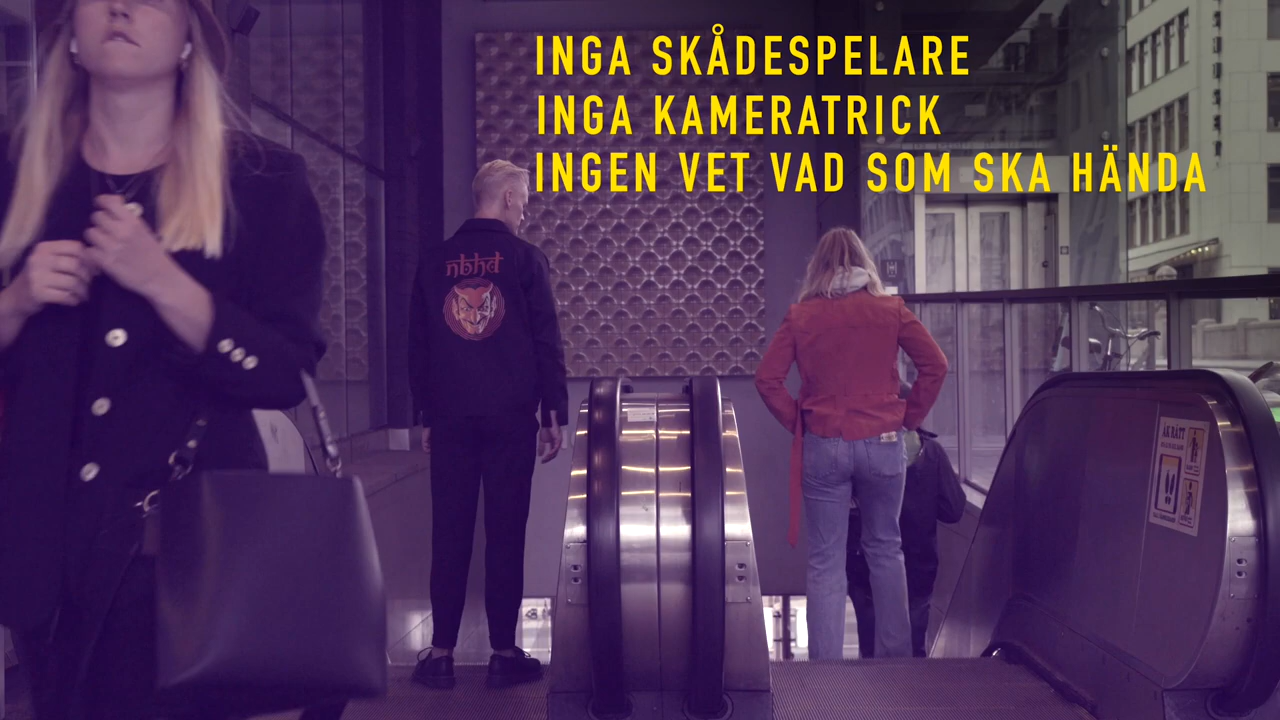 INGA SKÅDESPELARE
INGA KAMERATRICK
INGEN VET VAD SOM SKA HÄNDA
nbhd
ÅK RÄTT